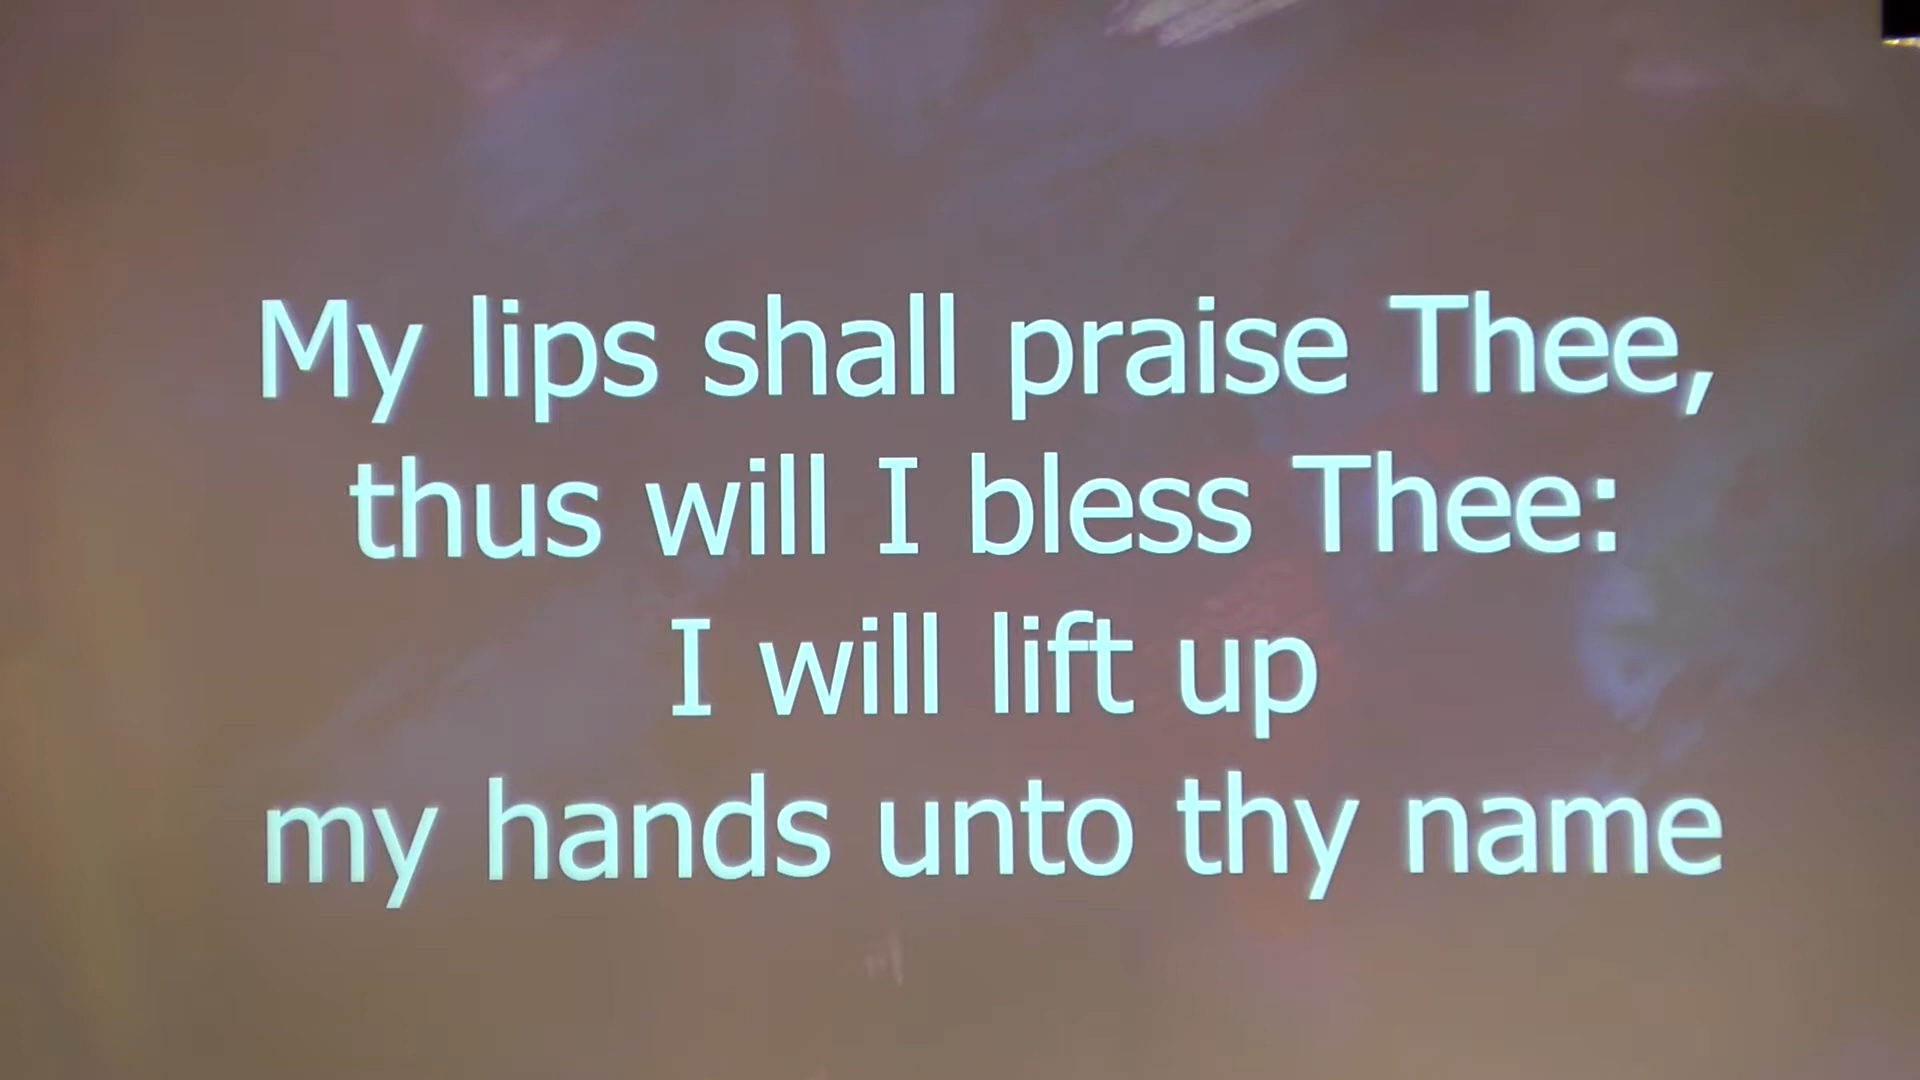 My lips shall praise Thee,
thus will I bless Thee:
I will lift up
my hands unto thy name